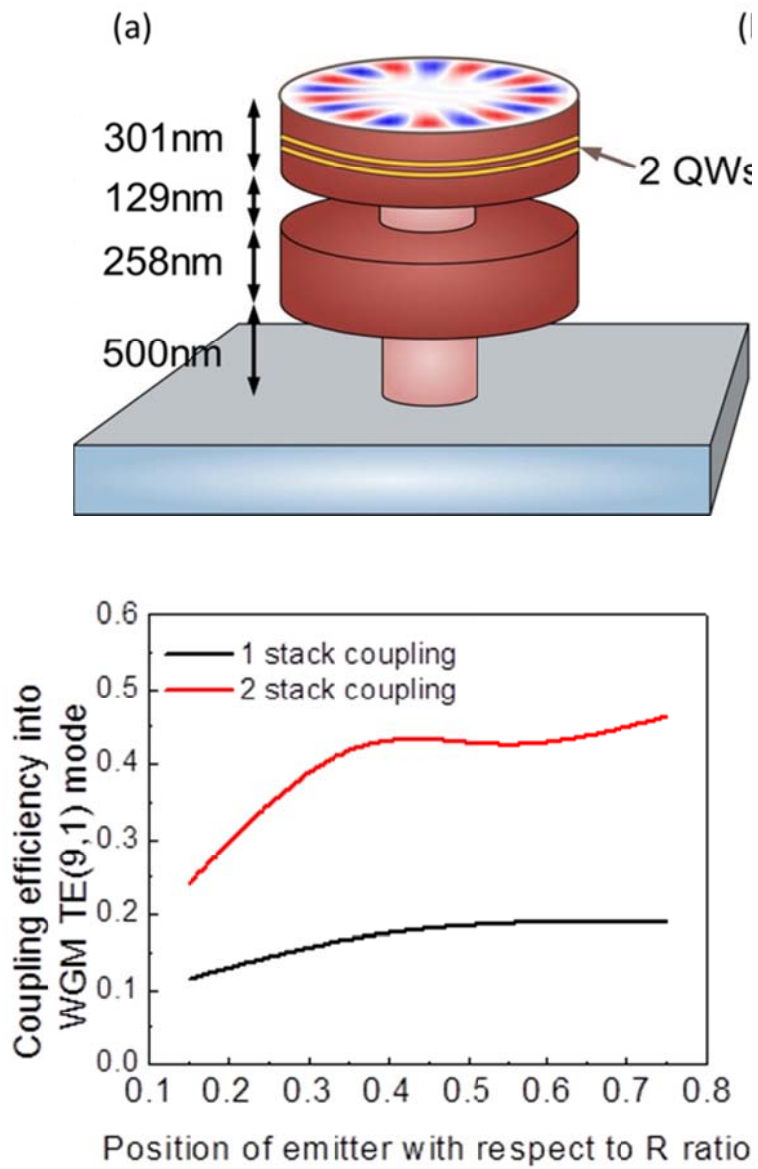 (a)
301nm
129nm
258nm
500nm
2 QWs
0.6
0.5
0.4
0.3
0.2
0.1
0.0
1 stack coupling
2 stack coupling
Coupling efficiency into
WGM TE(9,1) mode
0.1 0.2 0.3 0.4 0.5 0.6 0.7 0.8
Position of emitter with respect to R ratio